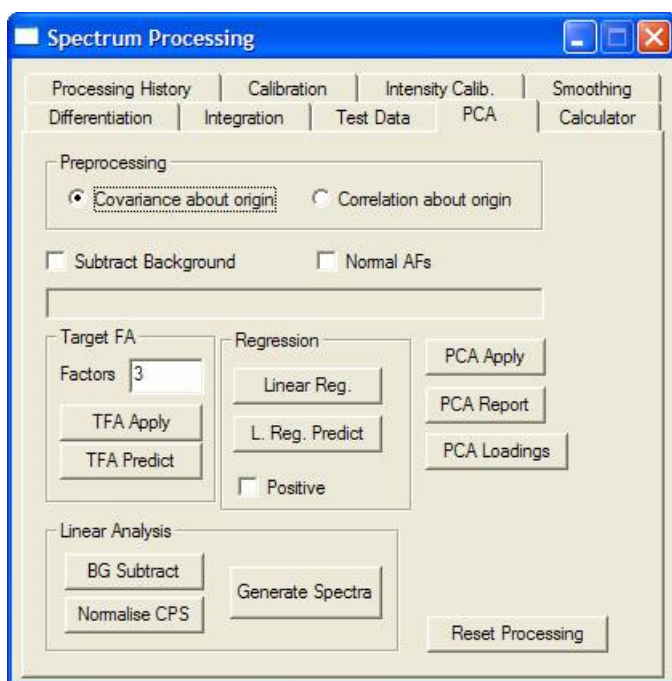 Spectrum Processing
Processing History Calibration Intensity Calib. Smoothing
Differentiation Integration Test Data PCA Calculator
Preprocessing
Covariance about origin Correlation about origin
Subtract Background Normal AFs
Target FA Regression
PCA Apply
Factors 3 Linear Reg.
PCA Report
TFA Apply L. Reg. Predict
TFA Predict PCA Loadings
Positive
Linear Analysis
BG Subtract
Generate Spectra
Normalise CPS
Reset Processing